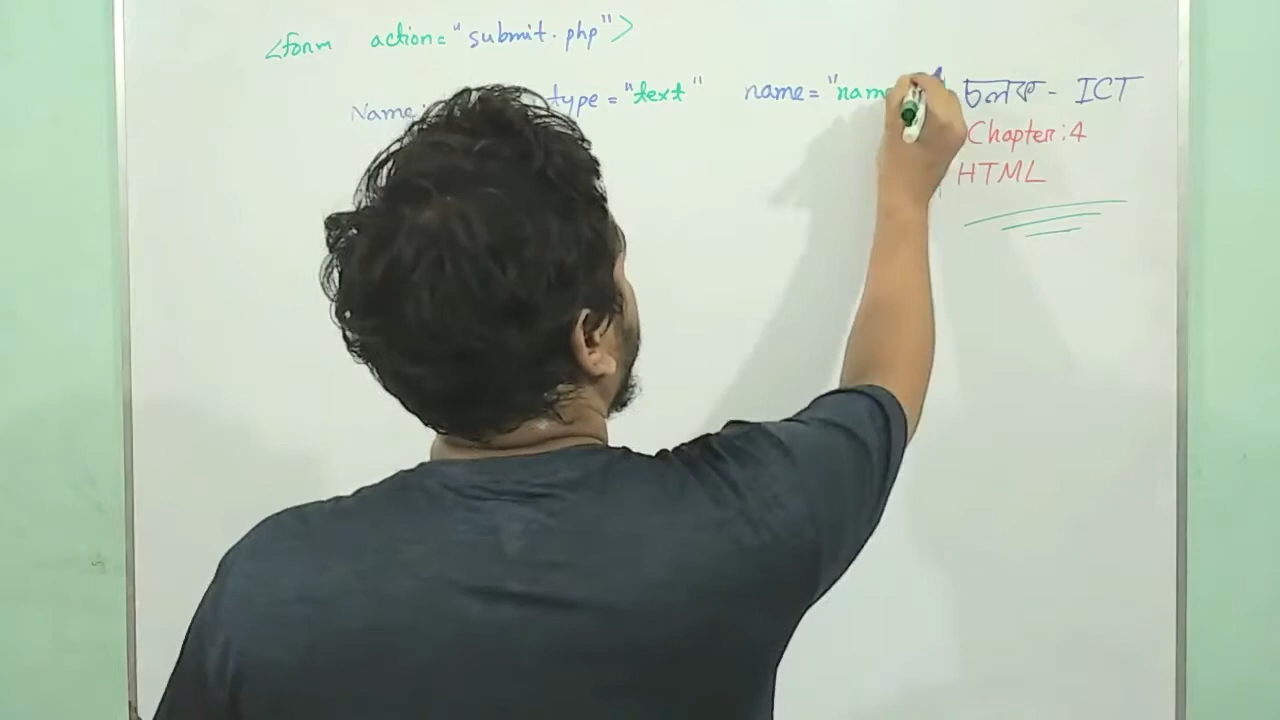 <form action="submit.php">
Name: type="text" name="nam
চলক - ICT
Chapter:4
HTML